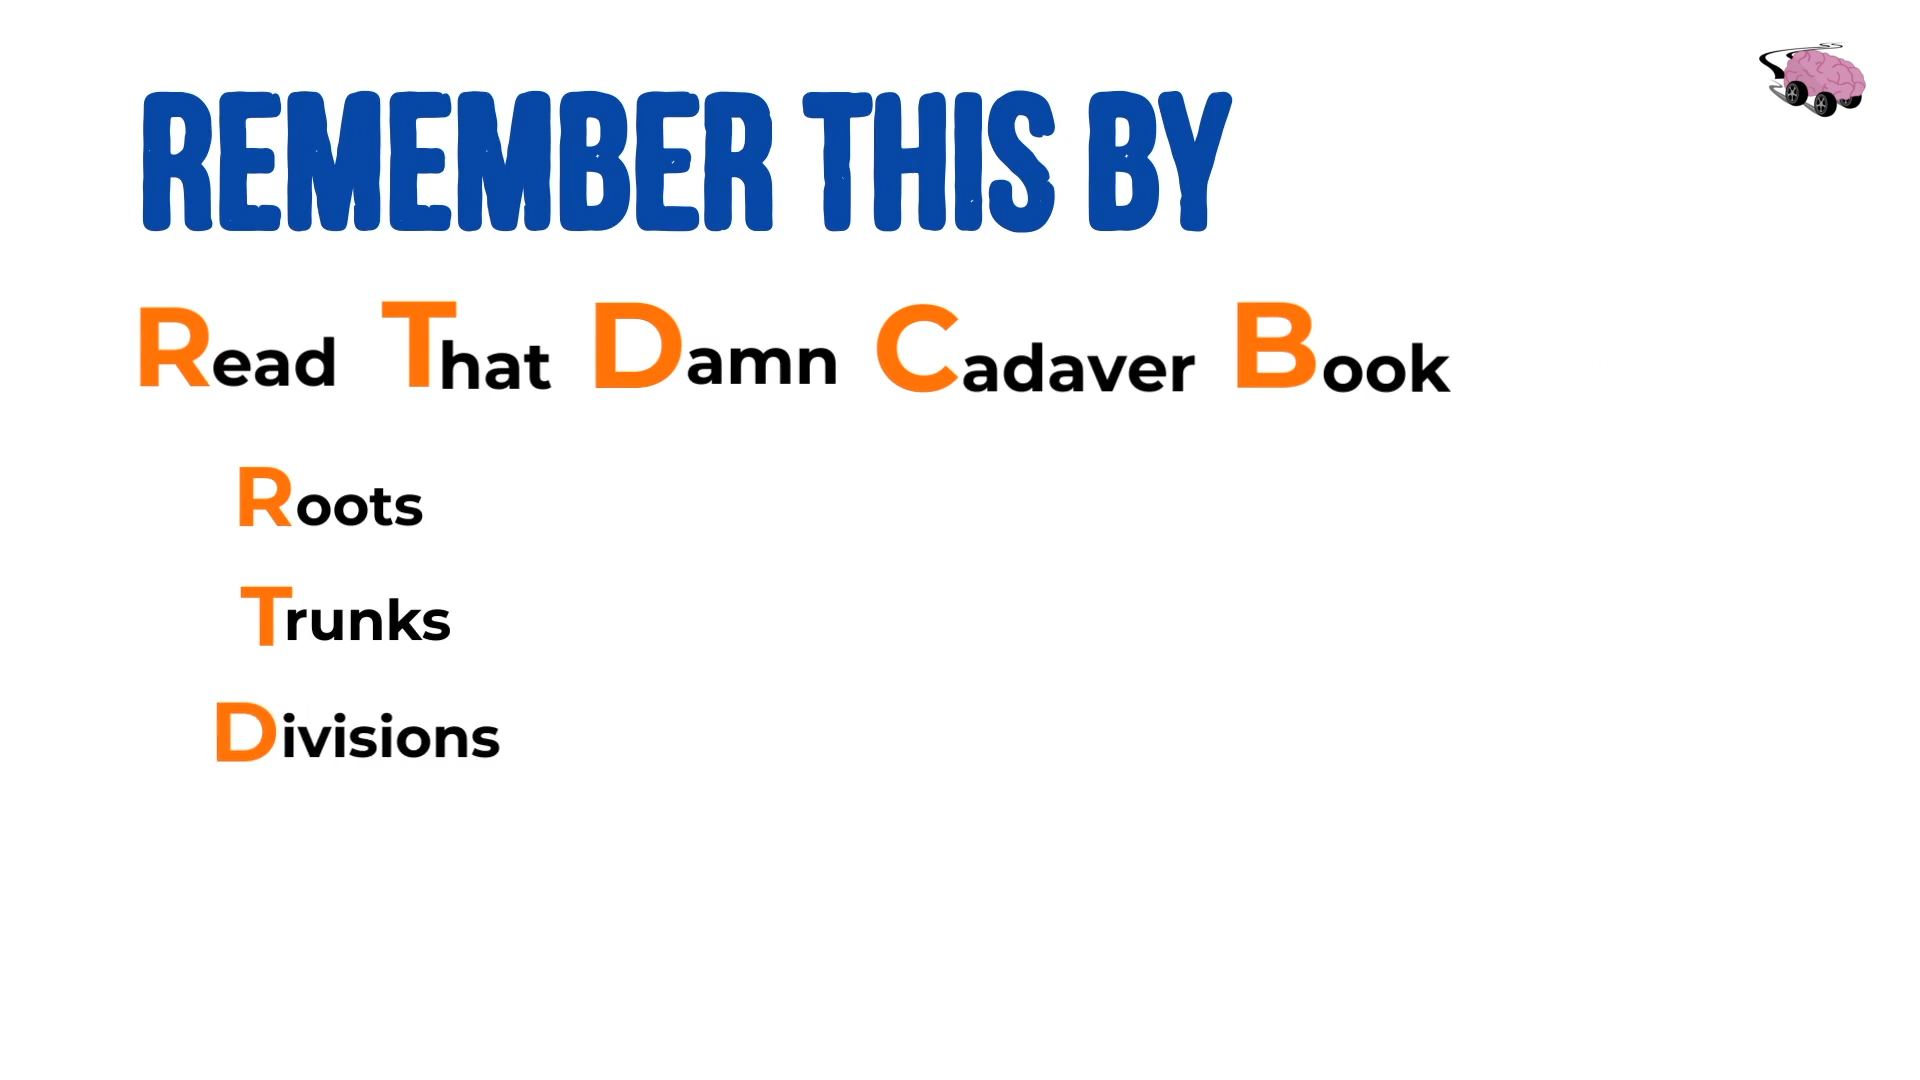 REMEMBER THIS BY
Read That Damn Cadaver Book
Roots
Trunks
Divisions